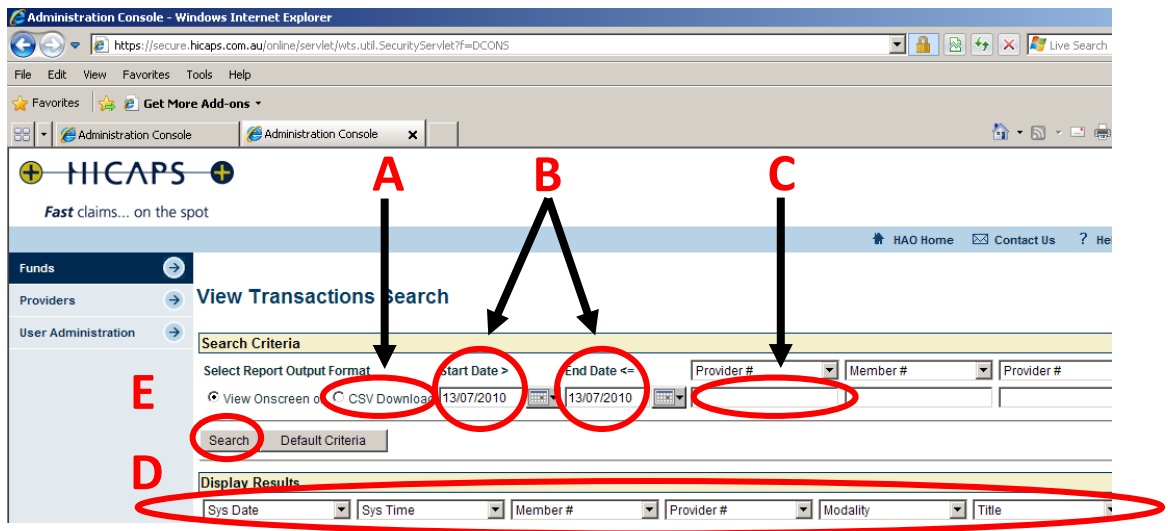 Administration Console - Windows Internet Explorer
https://secure.hicaps.com.au/online/servlet/wts.util.SecurityServlet?f=DCONS
Live Search
File Edit View Favorites Tools Help
Favorites Get More Add-ons
Administration Console Administration Console
HICAPS
A B C
Fast claims... on the spot
HAO Home Contact Us ? Hel
Funds
Providers
View Transactions Search
User Administration
Search Criteria
Select Report Output Format Start Date > End Date <= Provider # Member # Provider #
E
View Onscreen o CSV Download 13/07/2010 13/07/2010
Search Default Criteria
D
Display Results
Sys Date Sys Time Member # Provider # Modality Title